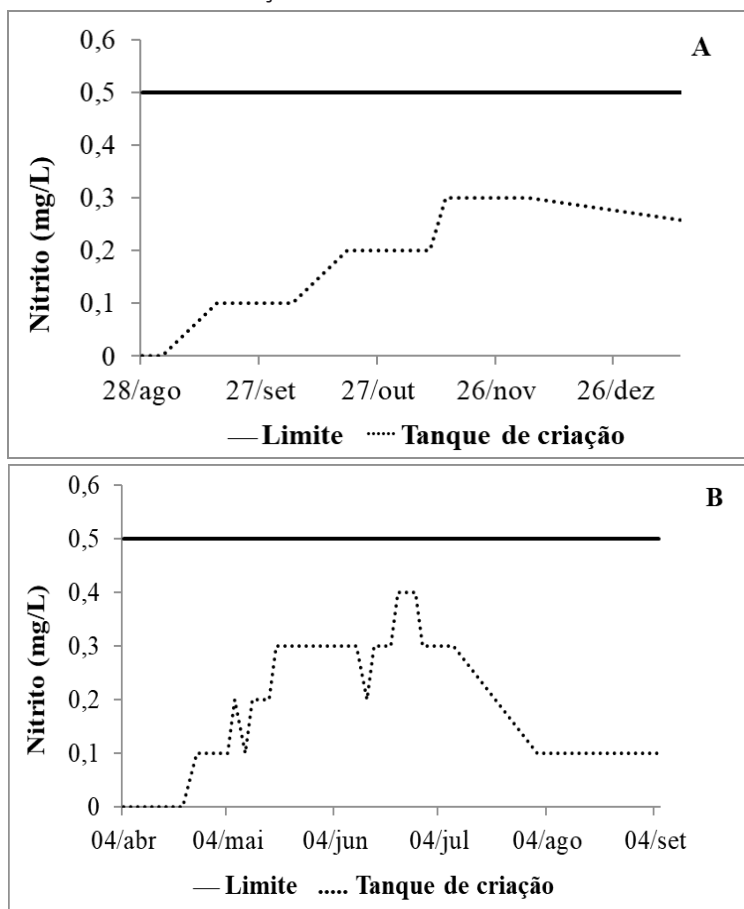 A
0,6
0,5
0,4
0,3
0,2
0,1
0
Nitrito (mg/L)
28/ago 27/set 27/out 26/nov 26/dez
— Limite ...... Tanque de criação
B
0,6
0,5
0,4
0,3
0,2
0,1
0
Nitrito (mg/L)
04/abr 04/mai 04/jun 04/jul 04/ago 04/set
— Limite ..... Tanque de criação